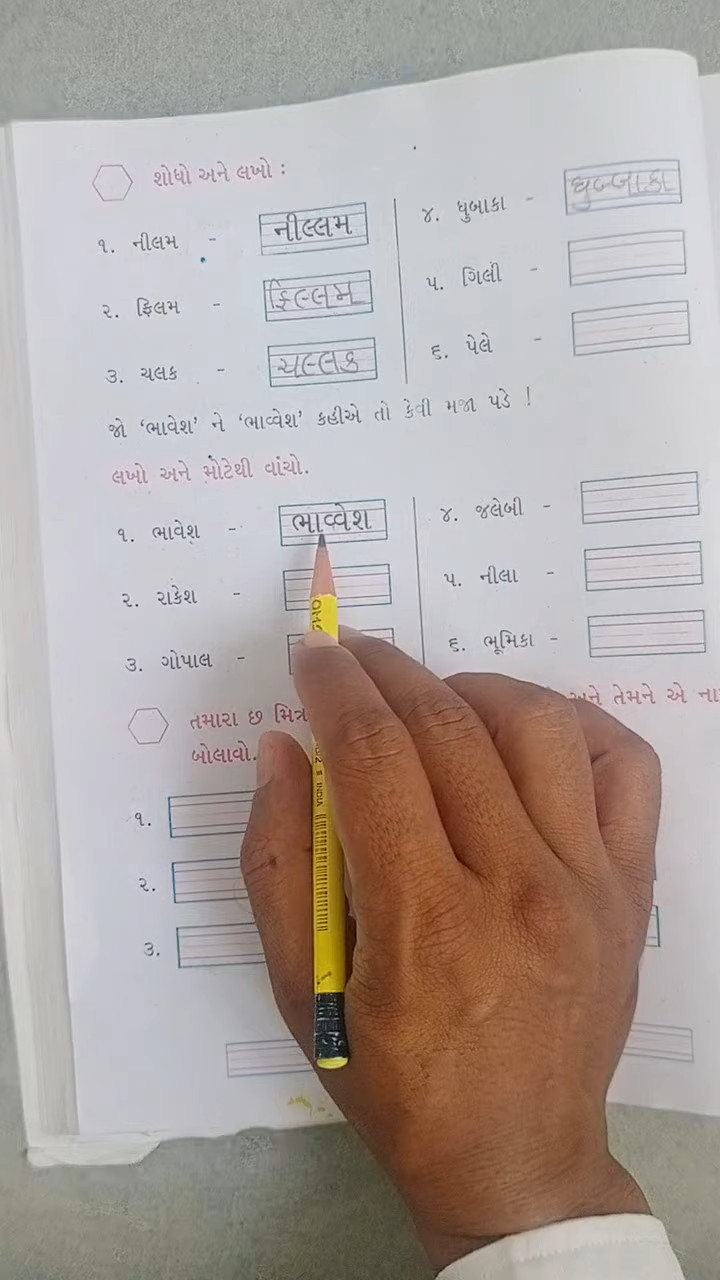 શોધો અને લખો :
૧. નીલમ - નીલ્લમ
૨. ફિલમ - ફિલ્લમ
૩. ચલક - ચલ્લક
૪. ધુબાકા - ધુબ્બાકા
૫. ગિલી -
૬. પેલે -
જો ‘ભાવેશ’ ને ‘ભાવ્વેશ’ કહીએ તો કેવી મજા પડે !
લખો અને મોટેથી વાંચો.
૧. ભાવેશ - ભાવ્વેશ
૨. રાકેશ -
૩. ગોપાલ -
૪. જલેબી -
૫. નીલા -
૬. ભૂમિકા -
તમારા છ મિત્ર અને તેમને એ
બોલાવો.
૧.
૨.
૩.
INDIA